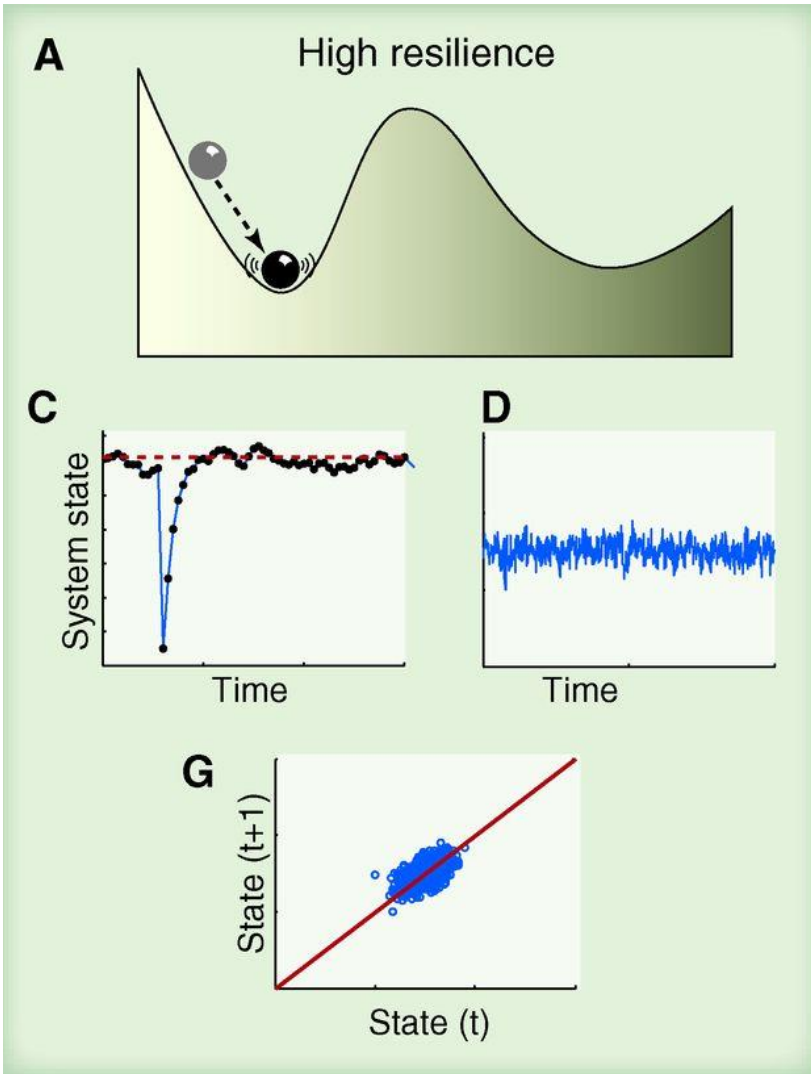 A
High resilience
C
System state
Time
D
Time
G
State (t+1)
State (t)